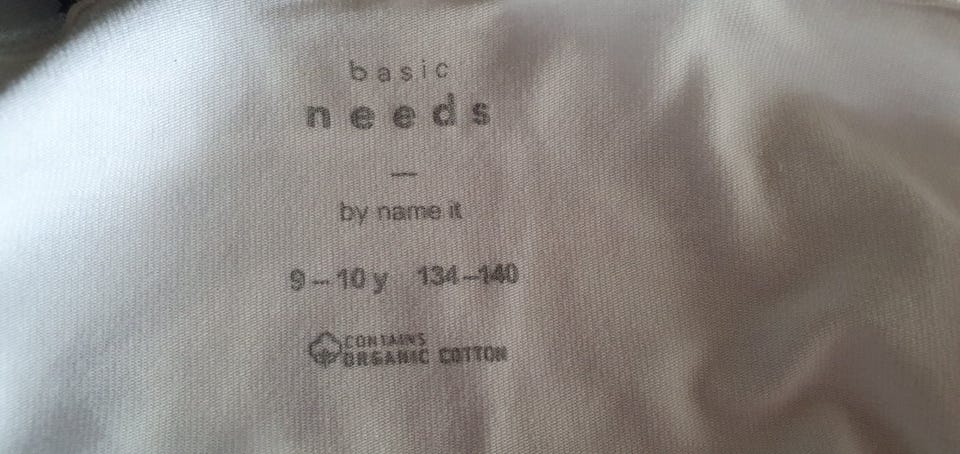 basic
needs
—
by name it
9–10 y 134–140
CONTAINS
ORGANIC COTTON